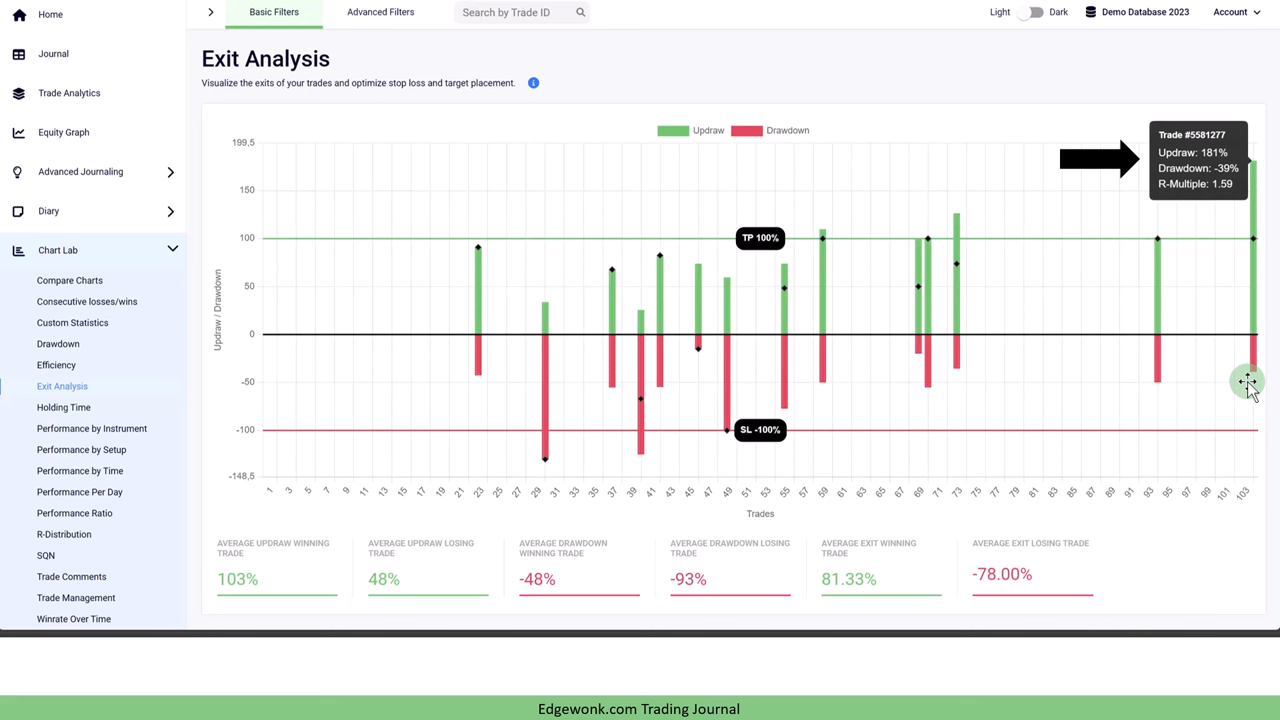 Home
Journal
Trade Analytics
Equity Graph
Advanced Journaling
Diary
Chart Lab
Compare Charts
Consecutive losses/wins
Custom Statistics
Drawdown
Efficiency
Exit Analysis
Holding Time
Performance by Instrument
Performance by Setup
Performance by Time
Performance Per Day
Performance Ratio
R-Distribution
SQN
Trade Comments
Trade Management
Winrate Over Time
Basic Filters
Advanced Filters
Search by Trade ID
Light
Dark
Demo Database 2023
Account
Exit Analysis
Visualize the exits of your trades and optimize stop loss and target placement.
Updraw
Drawdown
Trade #5581277
Updraw: 181%
Drawdown: -39%
R-Multiple: 1.59
199,5
150
100
50
0
-50
-100
-148,5
Updraw / Drawdown
TP 100%
SL -100%
1 3 5 7 9 11 13 15 17 19 21 23 25 27 29 31 33 35 37 39 41 43 45 47 49 51 53 55 57 59 61 63 65 67 69 71 73 75 77 79 81 83 85 87 89 91 93 95 97 99 101 103
Trades
AVERAGE UPDRAW WINNING
TRADE
103%
AVERAGE UPDRAW LOSING
TRADE
48%
AVERAGE DRAWDOWN
WINNING TRADE
-48%
AVERAGE DRAWDOWN LOSING
TRADE
-93%
AVERAGE EXIT WINNING
TRADE
81.33%
AVERAGE EXIT LOSING TRADE
-78.00%
Edgewonk.com Trading Journal